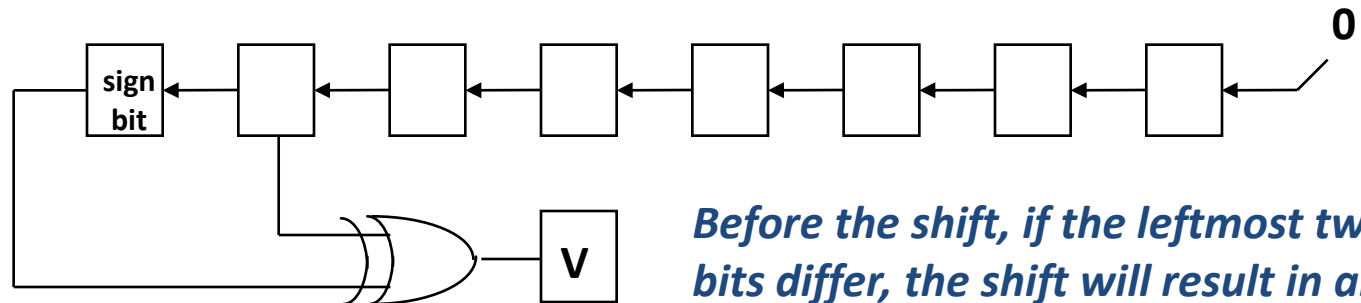 0
sign
bit
V
Before the shift, if the leftmost tw
bits differ, the shift will result in a